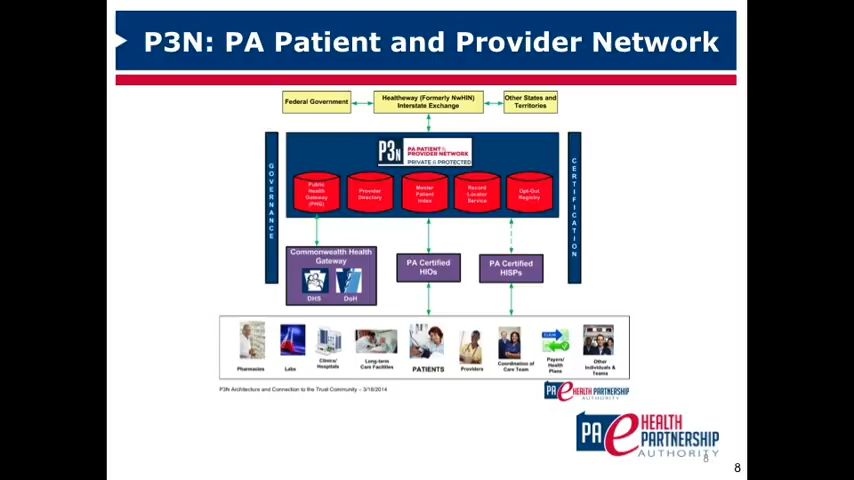 P3N: PA Patient and Provider Network
Federal Government
Healtheway (Formerly NwHIN)
Interstate Exchange
Other States and
Territories
GOVERNANCE
P3N
PA PATIENT &
PROVIDER NETWORK
PRIVATE & PROTECTED
CERTIFICATION
Public
Health
Gateway
(PHG)
Provider
Directory
Master
Patient
Index
Record
Locator
Service
Opt-Out
Registry
Commonwealth Health
Gateway
DHS
DoH
PA Certified
HIOs
PA Certified
HISPs
Pharmacies
Labs
Clinics/
Hospitals
Long-term
Care Facilities
PATIENTS
Providers
Coordination of
Care Team
Payers/
Health
Plans
Other
Individuals &
Teams
P3N Architecture and Connection to the Trust Community – 3/18/2014
PA e HEALTH PARTNERSHIP
AUTHORITY
PA e HEALTH
PARTNERSHIP
AUTHORITY
8
8